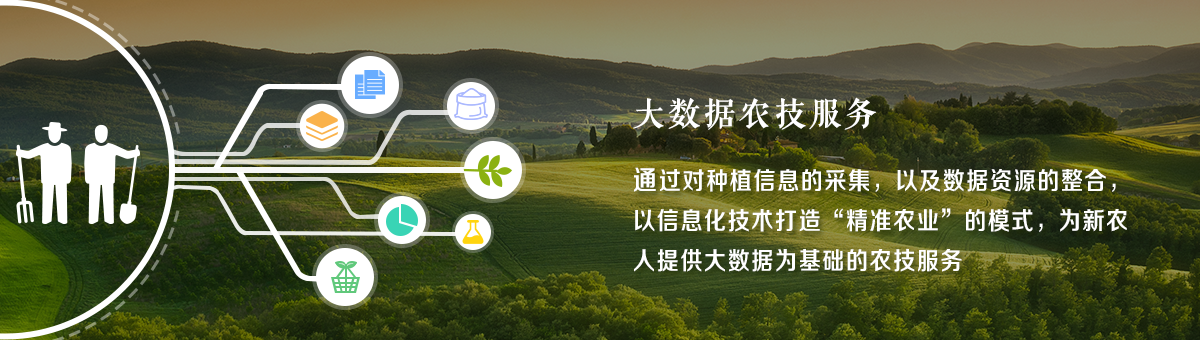 大数据农技服务
通过对种植信息的采集，以及数据资源的整合，
以信息化技术打造“精准农业”的模式，为新农
人提供大数据为基础的农技服务